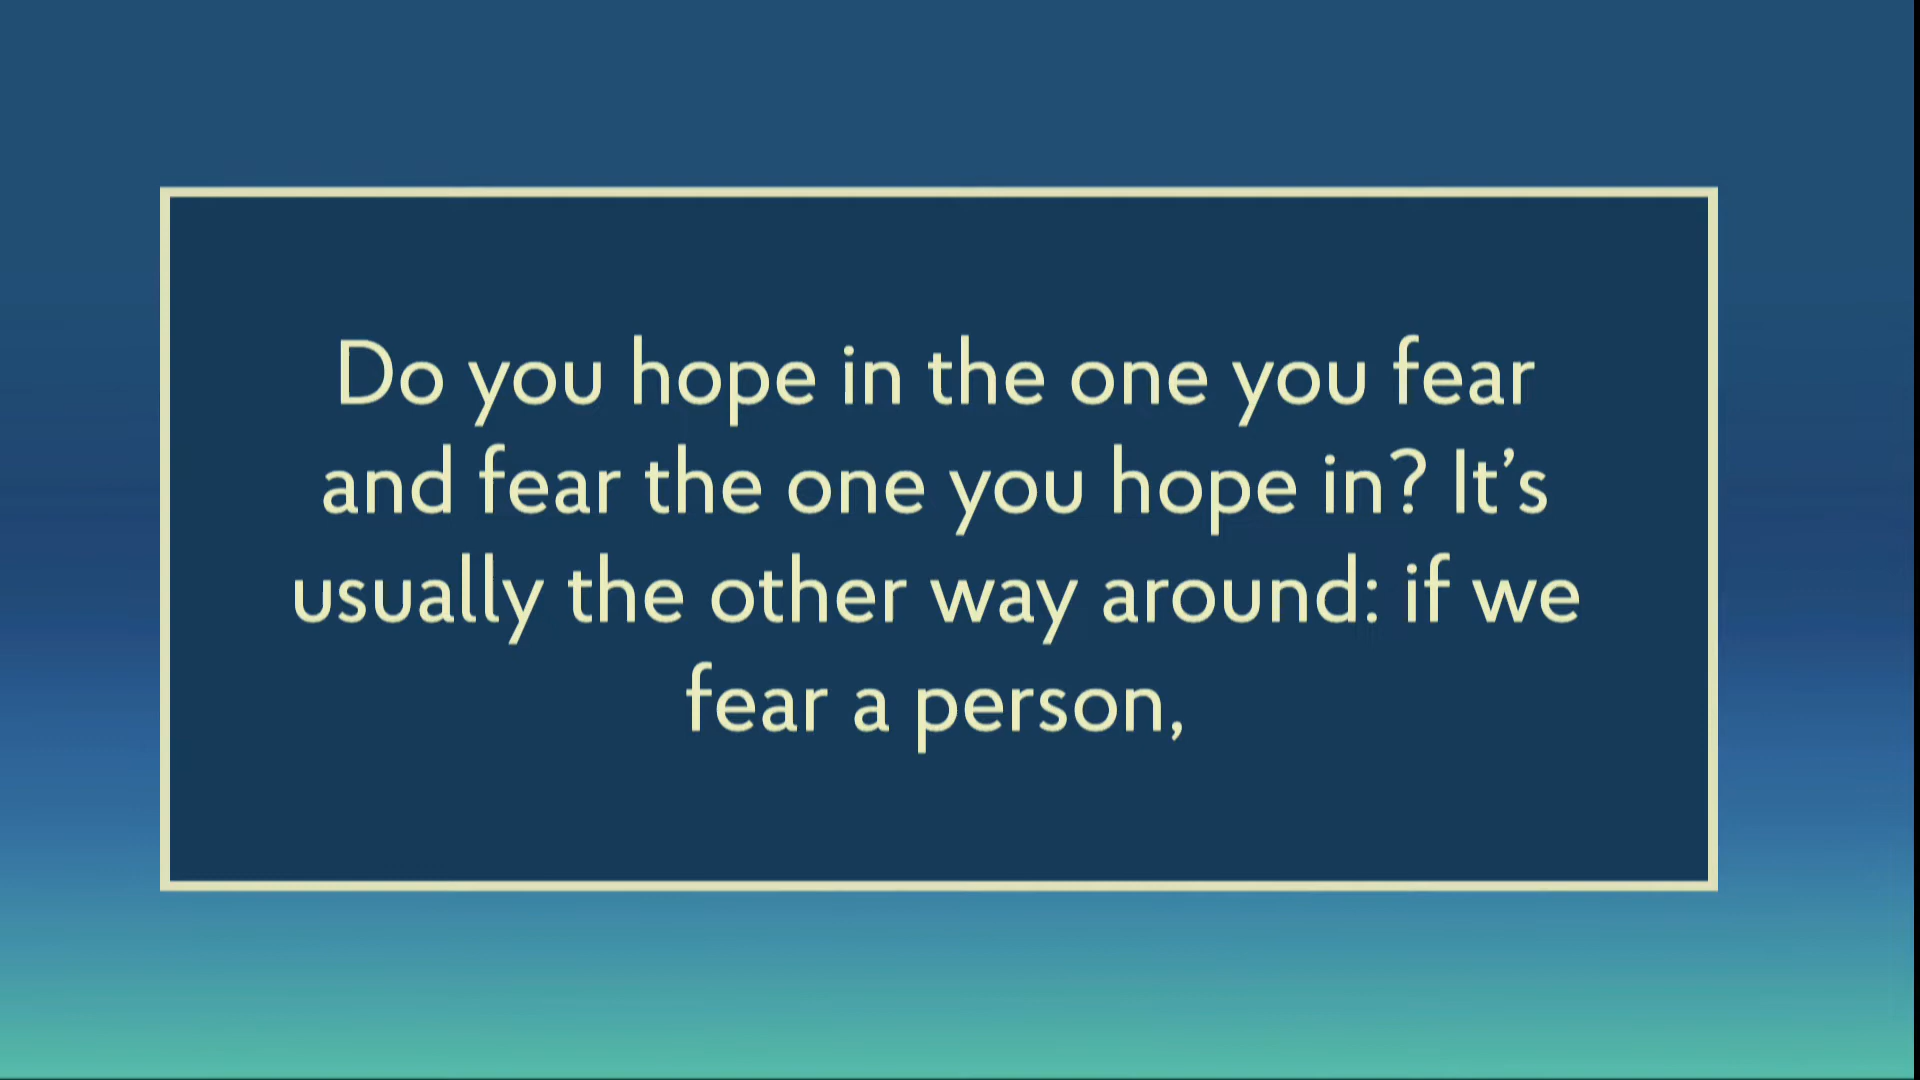 Do you hope in the one you fear
and fear the one you hope in? It’s
usually the other way around: if we
fear a person,